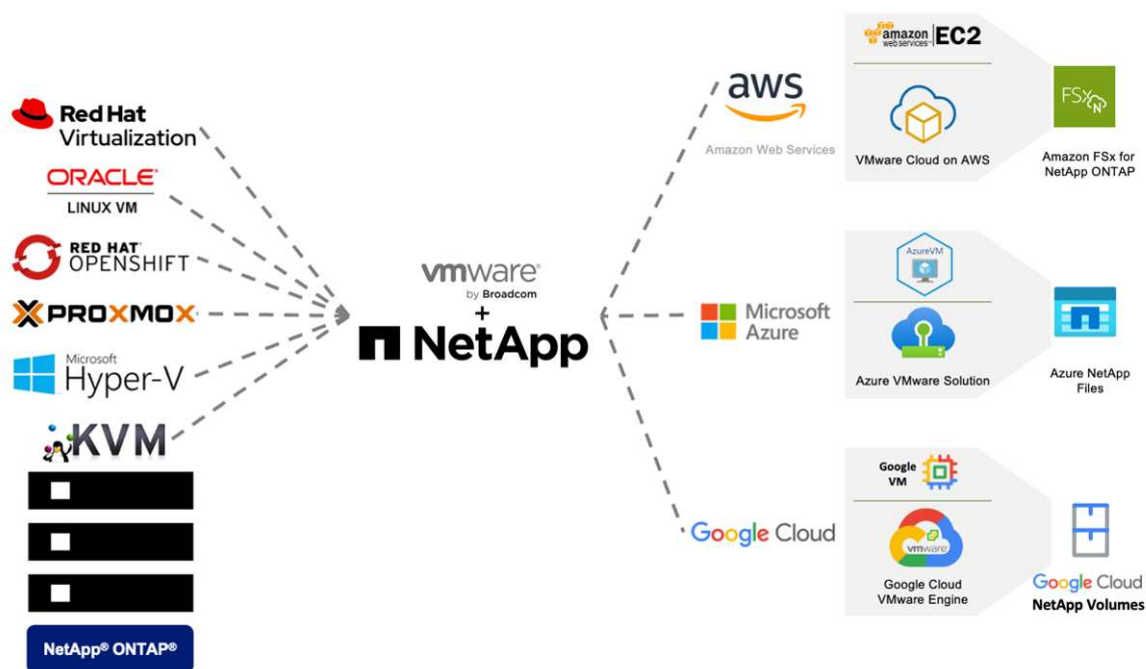 Red Hat
Virtualization
ORACLE®
LINUX VM
RED HAT®
OPENSHIFT
PROXMOX
Microsoft
Hyper-V
KVM
NetApp® ONTAP®
vmware®
by Broadcom
+
NetApp
aws
Amazon Web Services
Microsoft
Azure
Google Cloud
amazon
webservices™
EC2
VMware Cloud on AWS
FSx
N
Amazon FSx for
NetApp ONTAP
AzureVM
Azure VMware Solution
Azure NetApp
Files
Google
VM
vmware
Google Cloud
VMware Engine
Google Cloud
NetApp Volumes